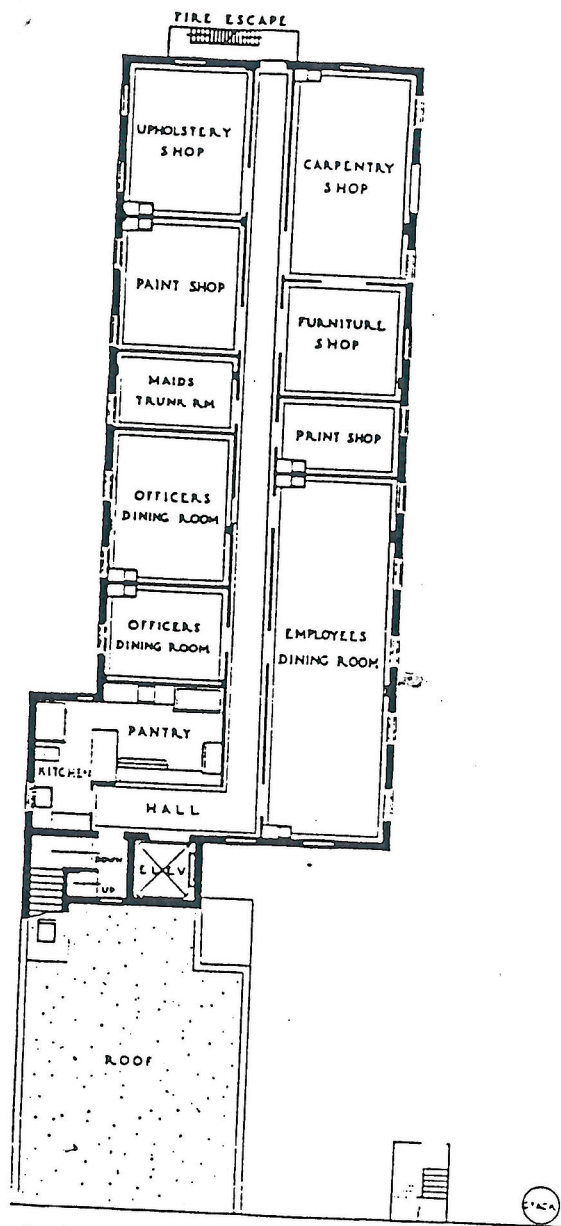 FIRE ESCAPE
UPHOLSTERY
SHOP
CARPENTRY
SHOP
PAINT SHOP
FURNITURE
SHOP
MAIDS
TRUNK RM.
PRINT SHOP
OFFICERS
DINING ROOM
OFFICERS
DINING ROOM
EMPLOYEES
DINING ROOM
PANTRY
KITCHEN
HALL
DOWN
ELEV
UP
ROOF
STACK